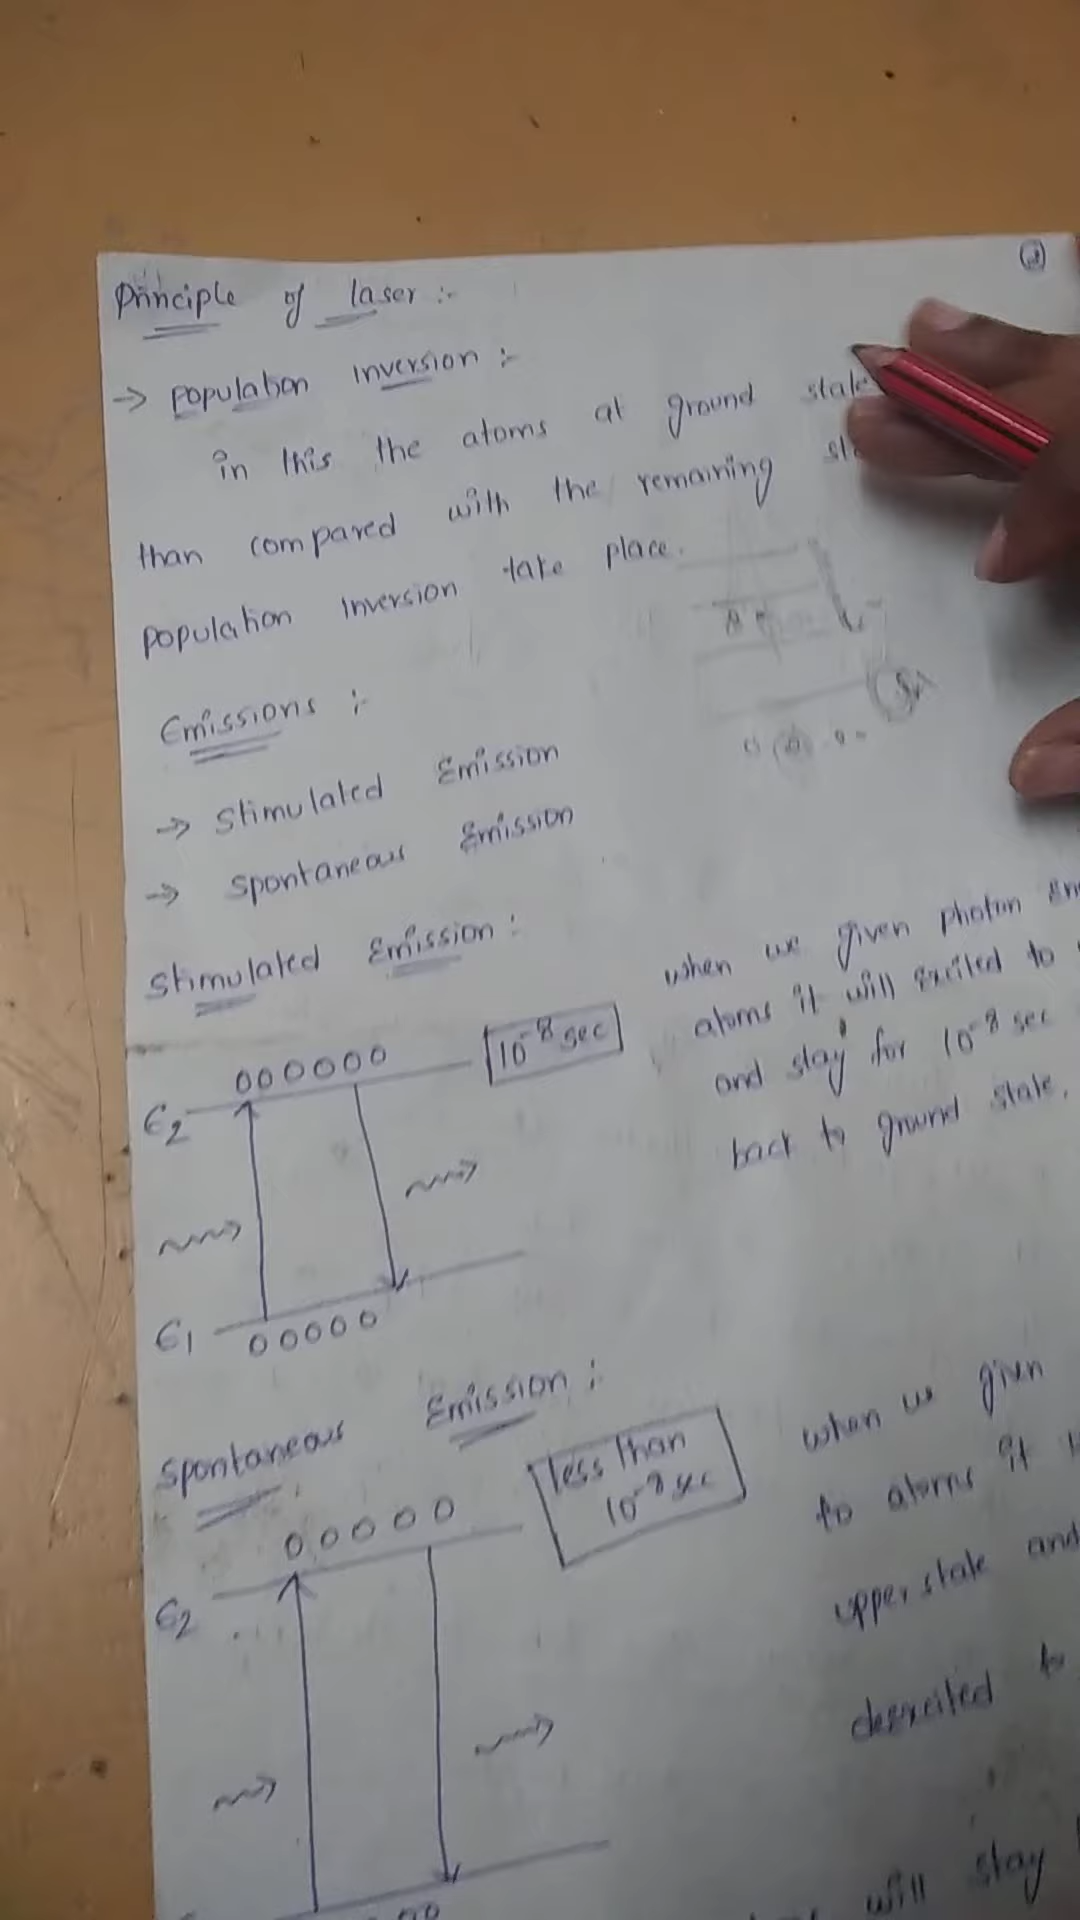 2
Principle of laser :-
→ population inversion :-
in this the atoms at ground state
than compared with the remaining
population inversion take place.
Emissions :-
→ Stimulated Emission
→ spontaneous Emission
Stimulated Emission :
when we given photon
atoms it will excited to
and stay for 10⁻⁸ sec
back to ground state.
10⁻⁸ sec
000000
E2
E1
00000
spontaneous Emission :
less than
10⁻⁸ sec
when we given
to atoms it
upper state and
deexcited to
00000
E2
will stay